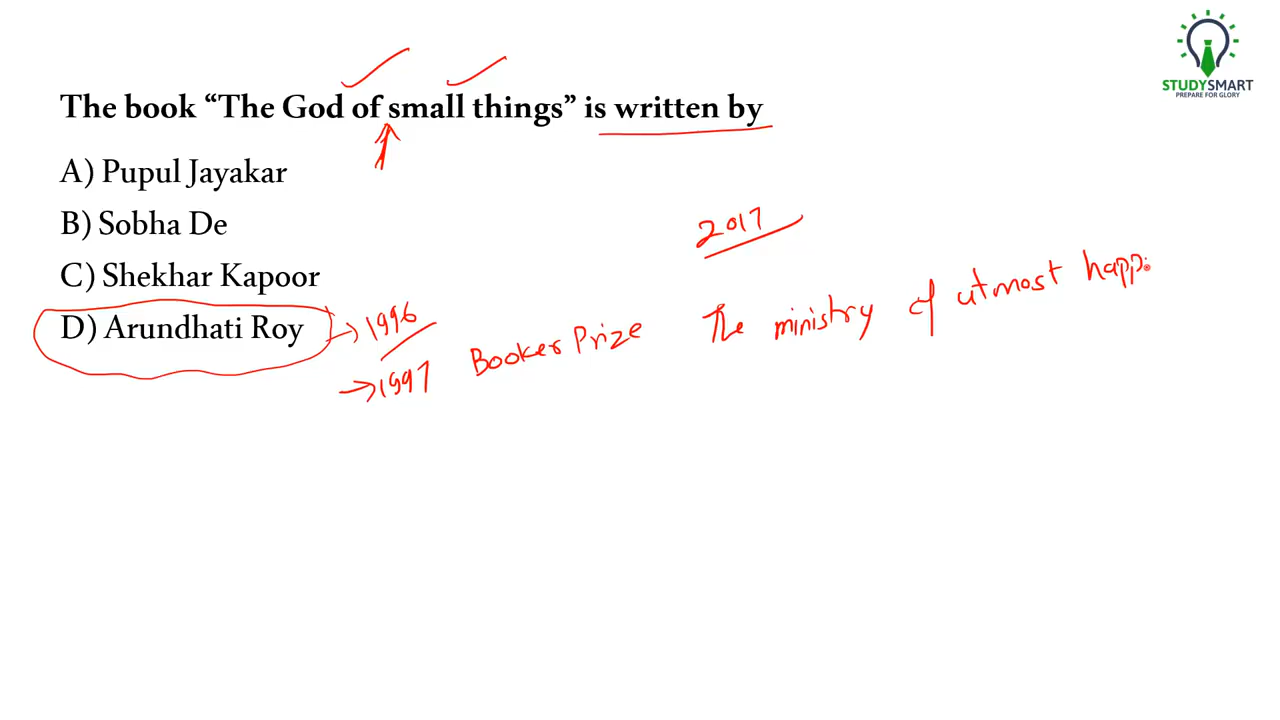 STUDYSMART
PREPARE FOR GLORY
The book “The God of small things” is written by
A) Pupul Jayakar
B) Sobha De
C) Shekhar Kapoor
D) Arundhati Roy
1996
1997 Booker Prize
2017
The ministry of utmost happi